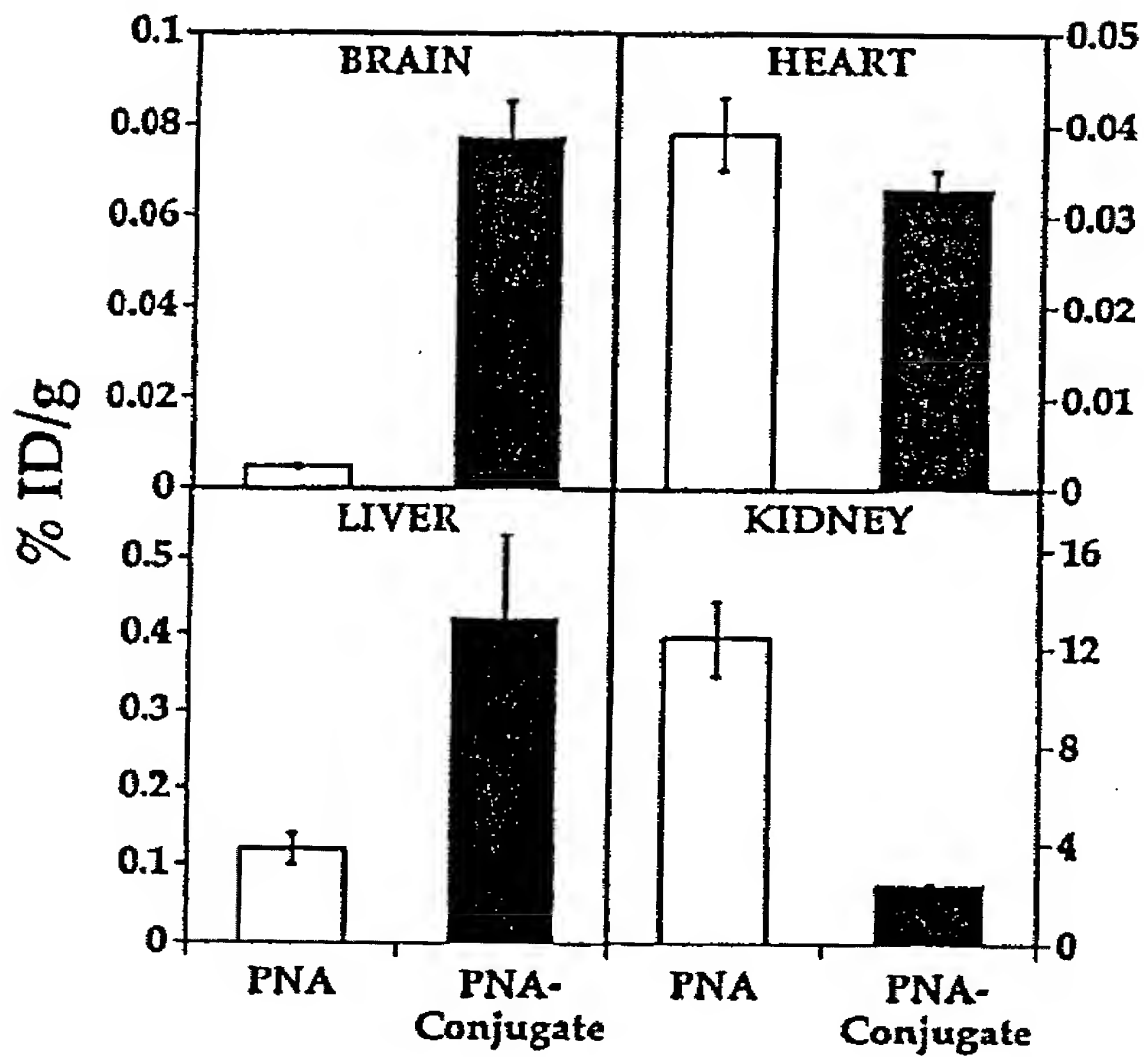 BRAIN
HEART
LIVER
KIDNEY
% ID/g
0.1
0.08
0.06
0.04
0.02
0
0.5
0.4
0.3
0.2
0.1
0
0.05
0.04
0.03
0.02
0.01
0
16
12
8
4
0
PNA
PNA-
Conjugate
PNA
PNA-
Conjugate